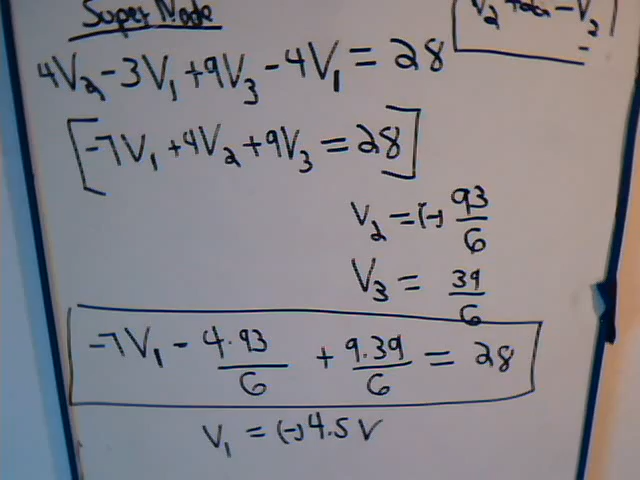 Super Node
4V2 - 3V1 + 9V3 - 4V1 = 28
[-7V1 + 4V2 + 9V3 = 28]
V2 = (-) 93/6
V3 = 39/6
-7V1 - 4·93/6 + 9·39/6 = 28
V1 = (-) 4.5 V